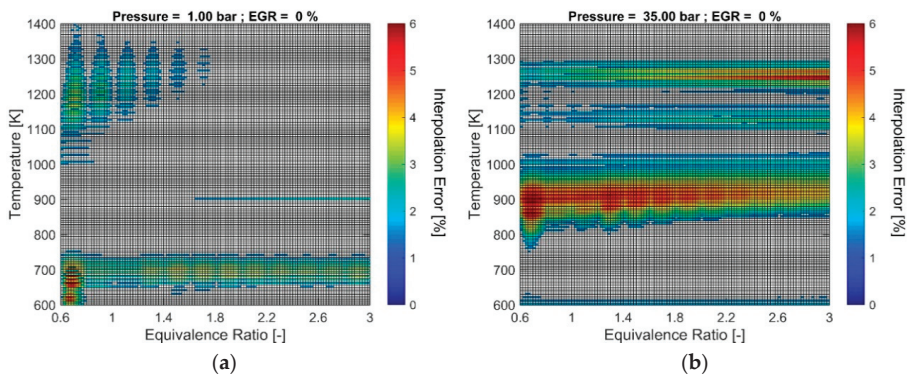 Pressure = 1.00 bar ; EGR = 0 %
1400
1300
1200
1100
1000
900
800
700
600
Temperature [K]
0.6 1 1.4 1.8 2.2 2.6 3
Equivalence Ratio [-]
6
5
4
3
2
1
0
Interpolation Error [%]
(a)
Pressure = 35.00 bar ; EGR = 0 %
1400
1300
1200
1100
1000
900
800
700
600
Temperature [K]
0.6 1 1.4 1.8 2.2 2.6 3
Equivalence Ratio [-]
6
5
4
3
2
1
0
Interpolation Error [%]
(b)